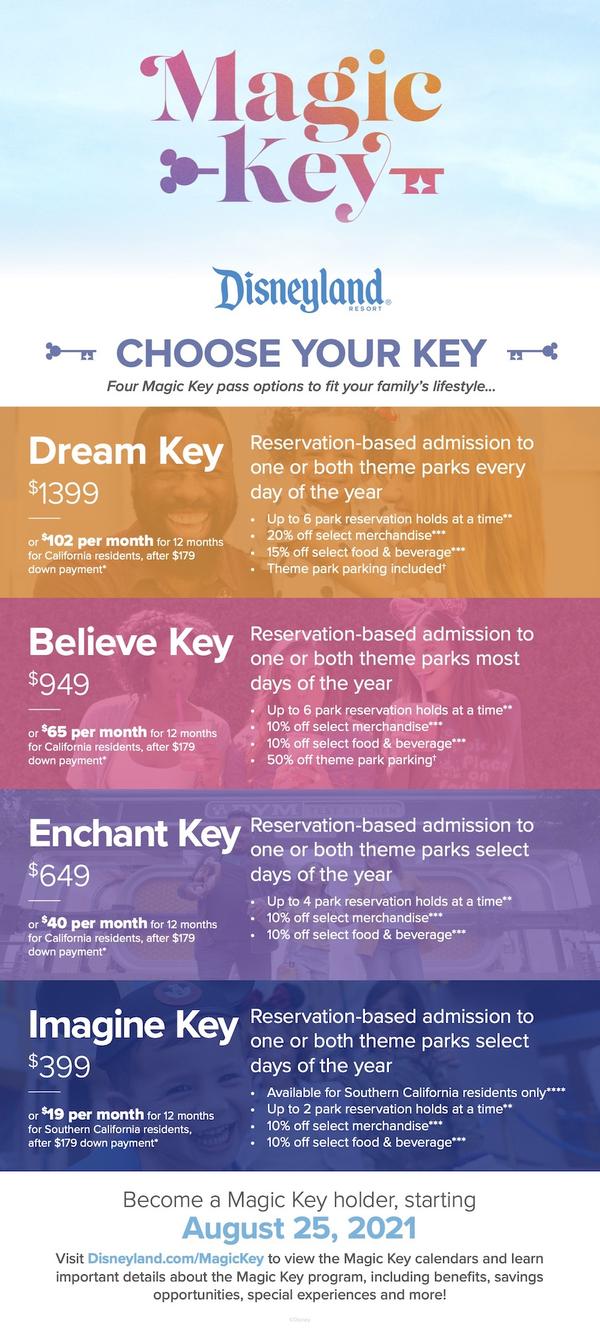 Magic
Key
Disneyland®
RESORT
CHOOSE YOUR KEY
Four Magic Key pass options to fit your family's lifestyle...
Dream Key
$1399
or $102 per month for 12 months
for California residents, after $179
down payment*
Reservation-based admission to
one or both theme parks every
day of the year
• Up to 6 park reservation holds at a time**
• 20% off select merchandise***
• 15% off select food & beverage***
• Theme park parking included†
Believe Key
$949
or $65 per month for 12 months
for California residents, after $179
down payment*
Reservation-based admission to
one or both theme parks most
days of the year
• Up to 6 park reservation holds at a time**
• 10% off select merchandise***
• 10% off select food & beverage***
• 50% off theme park parking†
Enchant Key
$649
or $40 per month for 12 months
for California residents, after $179
down payment*
Reservation-based admission to
one or both theme parks select
days of the year
• Up to 4 park reservation holds at a time**
• 10% off select merchandise***
• 10% off select food & beverage***
Imagine Key
$399
or $19 per month for 12 months
for Southern California residents,
after $179 down payment*
Reservation-based admission to
one or both theme parks select
days of the year
• Available for Southern California residents only****
• Up to 2 park reservation holds at a time**
• 10% off select merchandise***
• 10% off select food & beverage***
Become a Magic Key holder, starting
August 25, 2021
Visit Disneyland.com/MagicKey to view the Magic Key calendars and learn
important details about the Magic Key program, including benefits, savings
opportunities, special experiences and more!
©Disney